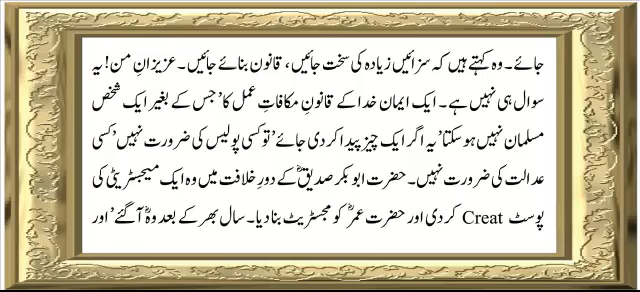 جائے۔ وہ کہتے ہیں کہ سزائیں زیادہ کی سخت جائیں، قانون بنائے جائیں۔ عزیزانِ من! یہ
سوال ہی نہیں ہے۔ ایک ایمان خدا کے قانونِ مکافاتِ عمل کا‘ جس کے بغیر ایک شخص
مسلمان نہیں ہو سکتا‘ یہ اگر ایک چیز پیدا کر دی جائے‘ تو کسی پولیس کی ضرورت نہیں‘ کسی
عدالت کی ضرورت نہیں۔ حضرت ابو بکر صدیقؓ کے دورِ خلافت میں وہ ایک میجسٹریٹی کی
پوسٹ Creat کر دی اور حضرت عمرؓ کو مجسٹریٹ بنا دیا۔ سال بھر کے بعد وہؓ آ گئے‘ اور